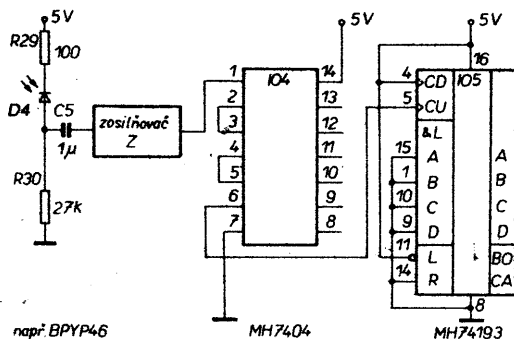 5V
R29
100
D4
C5
1µ
R30
27k
zosilňovač
Z
IO4
1
2
3
4
5
6
7
14
13
12
11
10
9
8
5V
5V
16
IO5
4
5
15
1
10
9
11
14
CD
CU
&L
A
B
C
D
L
R
A
B
C
D
BO
CA
8
napr. BPYP46
MH7404
MH74193